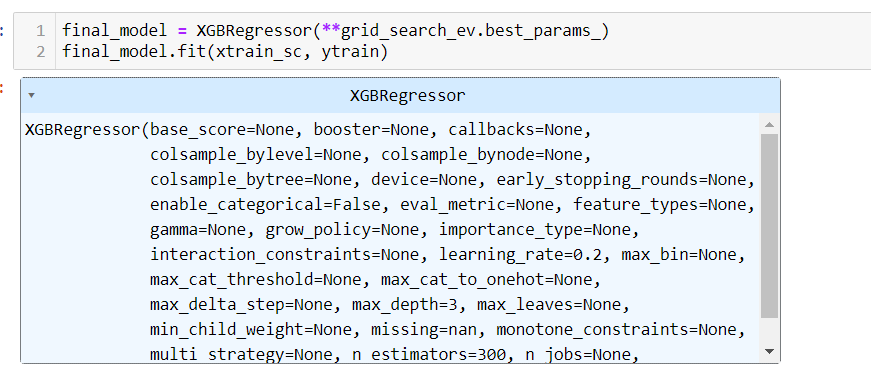 1 final_model = XGBRegressor(**grid_search_ev.best_params_)
2 final_model.fit(xtrain_sc, ytrain)
XGBRegressor
XGBRegressor(base_score=None, booster=None, callbacks=None,
colsample_bylevel=None, colsample_bynode=None,
colsample_bytree=None, device=None, early_stopping_rounds=None,
enable_categorical=False, eval_metric=None, feature_types=None,
gamma=None, grow_policy=None, importance_type=None,
interaction_constraints=None, learning_rate=0.2, max_bin=None,
max_cat_threshold=None, max_cat_to_onehot=None,
max_delta_step=None, max_depth=3, max_leaves=None,
min_child_weight=None, missing=nan, monotone_constraints=None,
multi_strategy=None, n_estimators=300, n_jobs=None,